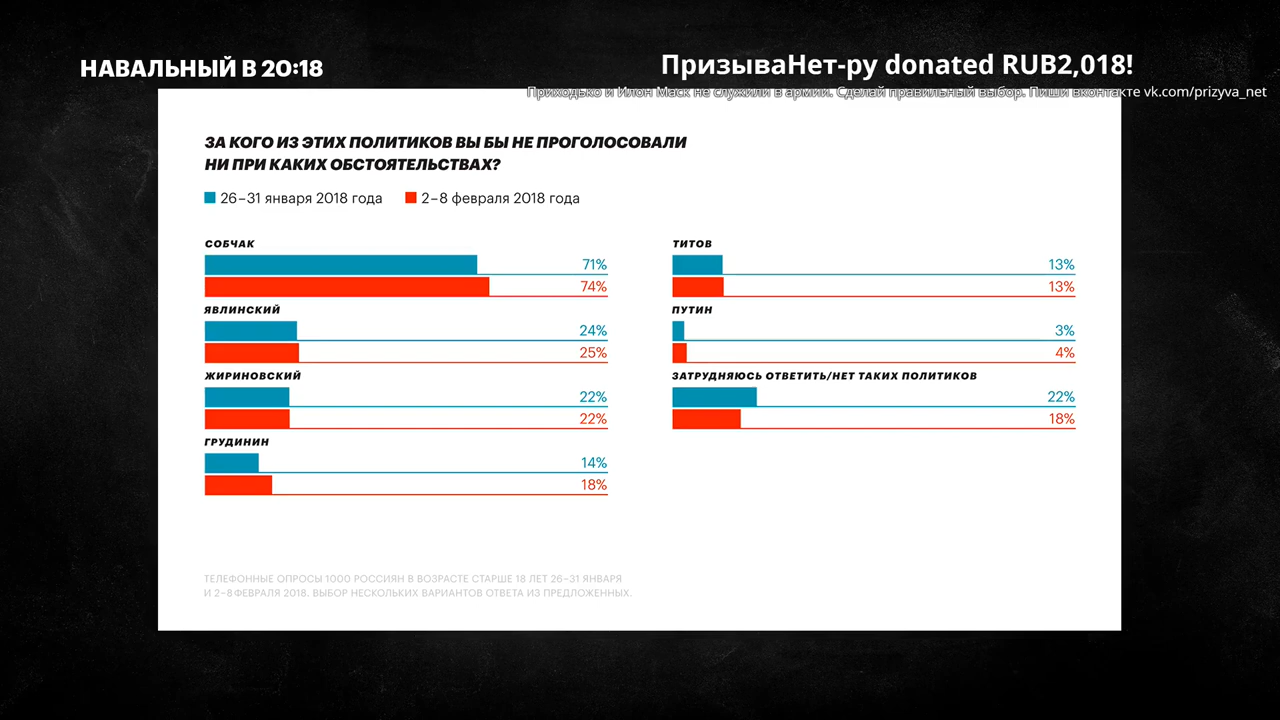 НАВАЛЬНЫЙ В 20:18
ПризываНет-ру donated RUB2,018!
Приходько и Илон Маск не служили в армии. Сделай правильный выбор. Пиши вконтакте vk.com/prizyva_net
ЗА КОГО ИЗ ЭТИХ ПОЛИТИКОВ ВЫ БЫ НЕ ПРОГОЛОСОВАЛИ
НИ ПРИ КАКИХ ОБСТОЯТЕЛЬСТВАХ?
26–31 января 2018 года
2–8 февраля 2018 года
СОБЧАК
71%
74%
ЯВЛИНСКИЙ
24%
25%
ЖИРИНОВСКИЙ
22%
22%
ГРУДИНИН
14%
18%
ТИТОВ
13%
13%
ПУТИН
3%
4%
ЗАТРУДНЯЮСЬ ОТВЕТИТЬ/НЕТ ТАКИХ ПОЛИТИКОВ
22%
18%
ТЕЛЕФОННЫЕ ОПРОСЫ 1000 РОССИЯН В ВОЗРАСТЕ СТАРШЕ 18 ЛЕТ 26–31 ЯНВАРЯ
И 2–8 ФЕВРАЛЯ 2018. ВЫБОР НЕСКОЛЬКИХ ВАРИАНТОВ ОТВЕТА ИЗ ПРЕДЛОЖЕННЫХ.